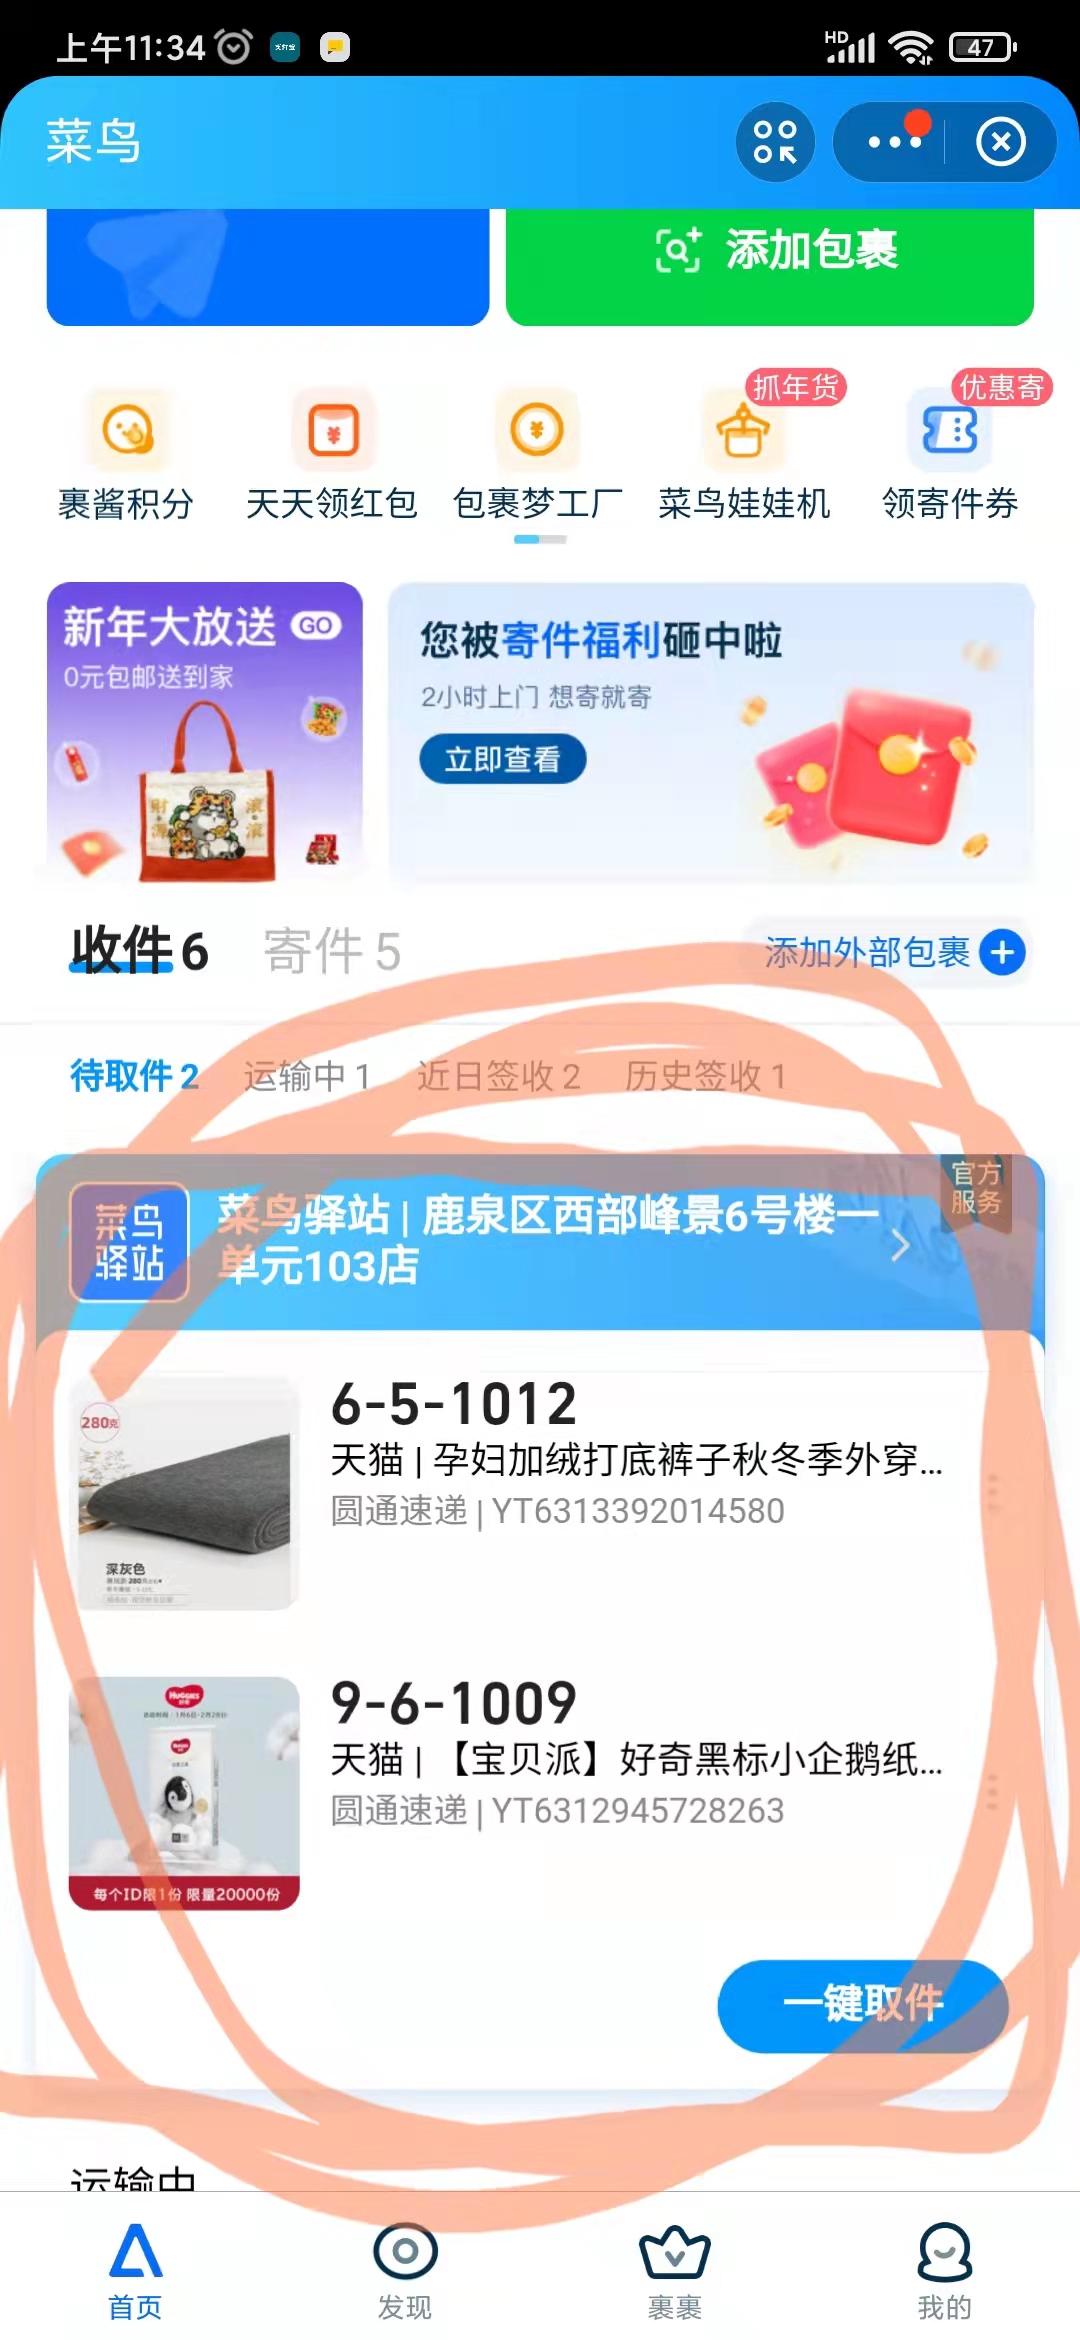 上午11:34
HD
47
菜鸟
添加包裹
抓年货
优惠寄
裹酱积分
天天领红包
包裹梦工厂
菜鸟娃娃机
领寄件券
新年大放送 GO
0元包邮送到家
财源滚滚
您被寄件福利砸中啦
2小时上门 想寄就寄
立即查看
收件6
寄件5
添加外部包裹
待取件2
运输中1
近日签收2
历史签收1
官方
服务
菜鸟
驿站
菜鸟驿站 | 鹿泉区西部峰景6号楼一
单元103店
280克
深灰色
6-5-1012
天猫 | 孕妇加绒打底裤子秋冬季外穿...
圆通速递 | YT6313392014580
HUGGIES
好奇
每个ID限1份 限量20000份
9-6-1009
天猫 | 【宝贝派】好奇黑标小企鹅纸...
圆通速递 | YT6312945728263
一键取件
运输中
首页
发现
裹裹
我的